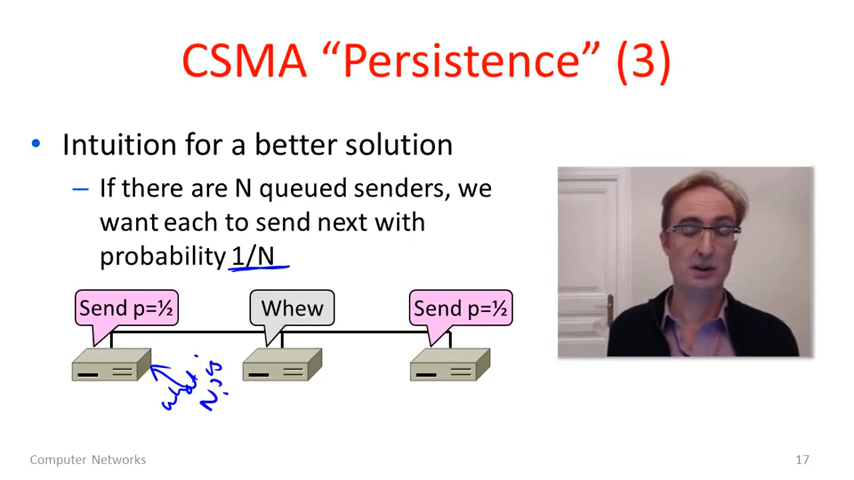 CSMA “Persistence” (3)
• Intuition for a better solution
– If there are N queued senders, we
want each to send next with
probability 1/N
Send p=½
Whew
Send p=½
what
N
Computer Networks
17